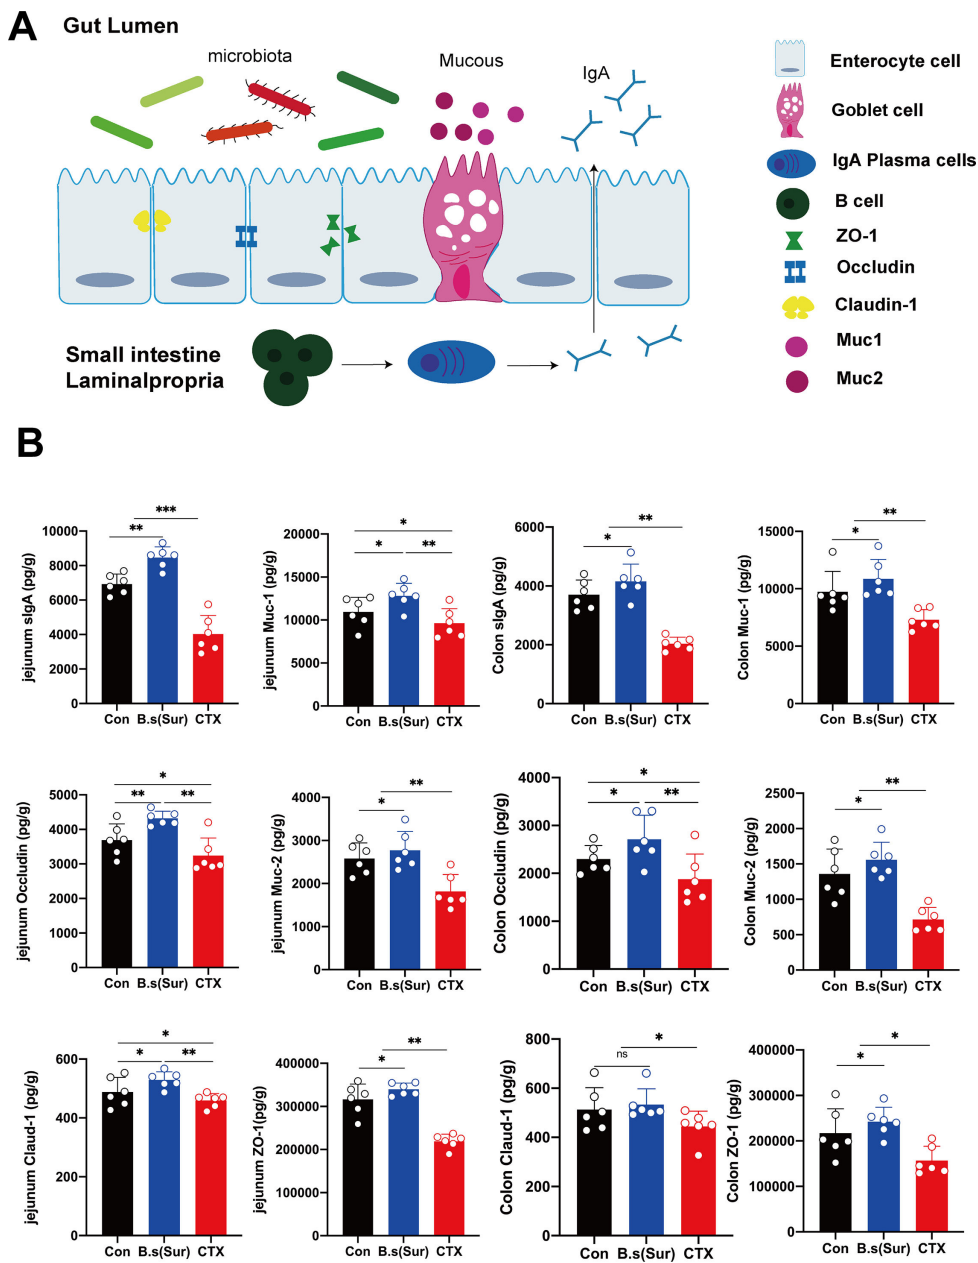 A
Gut Lumen
microbiota
Mucous
IgA
Enterocyte cell
Goblet cell
IgA Plasma cells
B cell
ZO-1
Occludin
Claudin-1
Muc1
Muc2
Small intestine
Laminalpropria
B
jejunum sIgA (pg/g)
10000
8000
6000
4000
2000
0
**
***
Con
B.s(Sur)
CTX
jejunum Muc-1 (pg/g)
20000
15000
10000
5000
0
*
*
**
Con
B.s(Sur)
CTX
Colon sIgA (pg/g)
6000
4000
2000
0
**
*
Con
B.s(Sur)
CTX
Colon Muc-1 (pg/g)
15000
10000
5000
0
**
*
Con
B.s(Sur)
CTX
jejunum Occludin (pg/g)
5000
4000
3000
2000
1000
0
*
**
**
Con
B.s(Sur)
CTX
jejunum Muc-2 (pg/g)
4000
3000
2000
1000
0
**
*
Con
B.s(Sur)
CTX
Colon Occludin (pg/g)
4000
3000
2000
1000
0
*
*
**
Con
B.s(Sur)
CTX
Colon Muc-2 (pg/g)
2500
2000
1500
1000
500
0
**
*
Con
B.s(Sur)
CTX
jejunum Claud-1 (pg/g)
600
400
200
0
*
*
**
Con
B.s(Sur)
CTX
jejunum ZO-1(pg/g)
400000
300000
200000
100000
0
**
*
Con
B.s(Sur)
CTX
Colon Claud-1 (pg/g)
800
600
400
200
0
*
ns
Con
B.s(Sur)
CTX
Colon ZO-1 (pg/g)
400000
300000
200000
100000
0
*
*
Con
B.s(Sur)
CTX